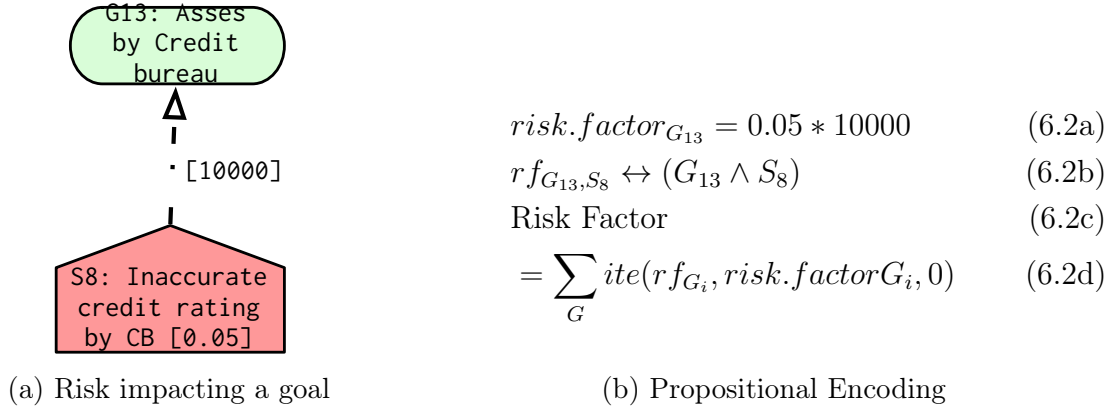 G13: Asses
by Credit
bureau
[10000]
S8: Inaccurate
credit rating
by CB [0.05]
(a) Risk impacting a goal
risk.factor_{G_{13}} = 0.05 * 10000 (6.2a)
rf_{G_{13},S_8} ↔ (G_{13} ∧ S_8) (6.2b)
Risk Factor (6.2c)
= ∑_G ite(rf_{G_i}, risk.factorG_i, 0) (6.2d)
(b) Propositional Encoding